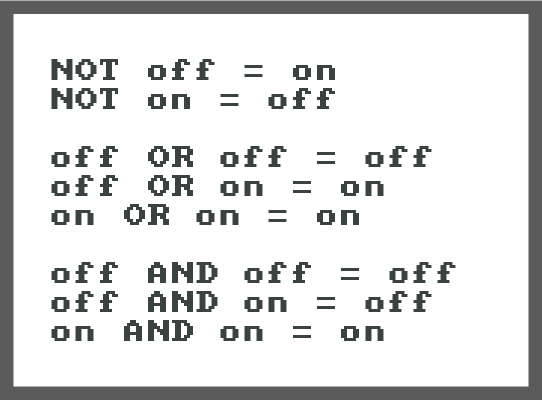 NOT off = on
NOT on = off
off OR off = off
off OR on = on
on OR on = on
off AND off = off
off AND on = off
on AND on = on